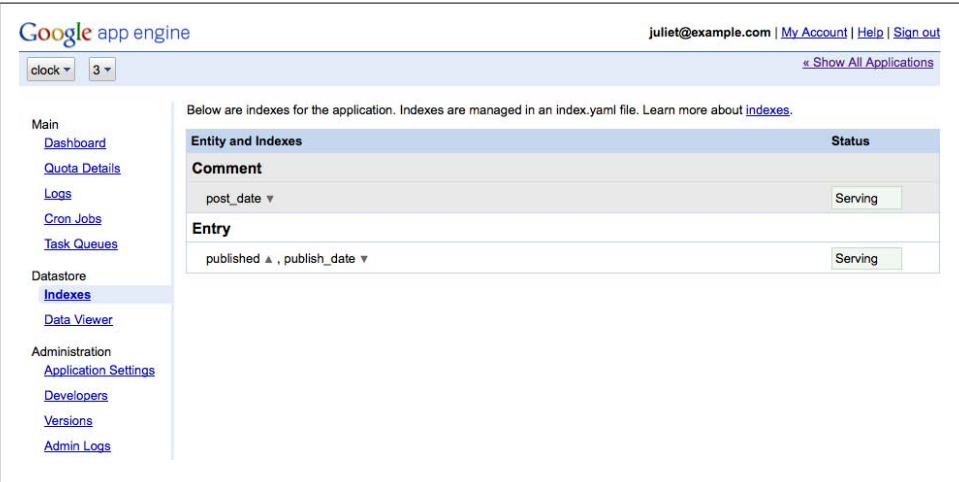 Google app engine
juliet@example.com | My Account | Help | Sign out
clock ▾ 3 ▾
« Show All Applications
Main
Dashboard
Quota Details
Logs
Cron Jobs
Task Queues
Datastore
Indexes
Data Viewer
Administration
Application Settings
Developers
Versions
Admin Logs
Below are indexes for the application. Indexes are managed in an index.yaml file. Learn more about indexes.
Entity and Indexes Status
Comment
post_date ▼ Serving
Entry
published ▲ , publish_date ▼ Serving